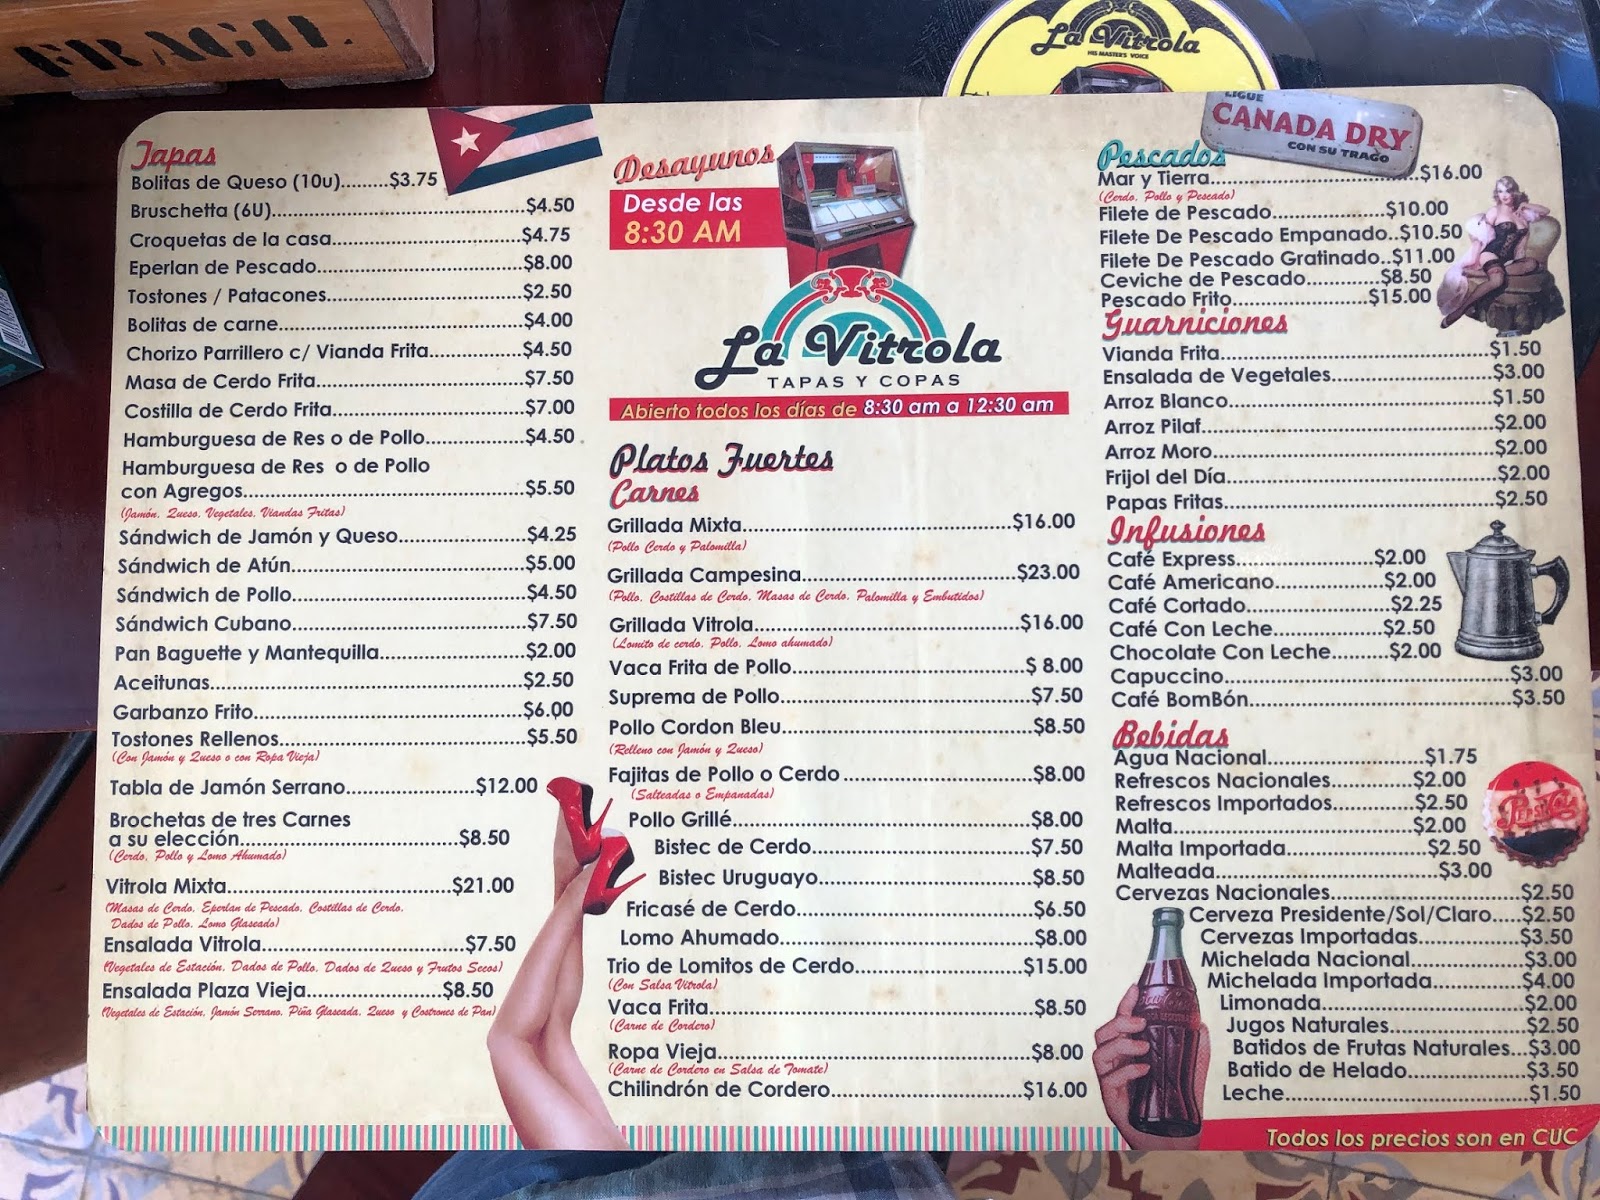 FRAGIL
La Vitrola
HIS MASTER'S VOICE
Tapas
Bolitas de Queso (10u)........$3.75
Bruschetta (6U)........$4.50
Croquetas de la casa........$4.75
Eperlan de Pescado........$8.00
Tostones / Patacones........$2.50
Bolitas de carne........$4.00
Chorizo Parrillero c/ Vianda Frita........$4.50
Masa de Cerdo Frita........$7.50
Costilla de Cerdo Frita........$7.00
Hamburguesa de Res o de Pollo........$4.50
Hamburguesa de Res o de Pollo
con Agregos........$5.50
(Jamón, Queso, Vegetales, Viandas Fritas)
Sándwich de Jamón y Queso........$4.25
Sándwich de Atún........$5.00
Sándwich de Pollo........$4.50
Sándwich Cubano........$7.50
Pan Baguette y Mantequilla........$2.00
Aceitunas........$2.50
Garbanzo Frito........$6.00
Tostones Rellenos........$5.50
(Con Jamón y Queso o con Ropa Vieja)
Tabla de Jamón Serrano........$12.00
Brochetas de tres Carnes
a su elección........$8.50
(Cerdo, Pollo y Lomo Ahumado)
Vitrola Mixta........$21.00
(Masas de Cerdo, Eperlan de Pescado, Costillas de Cerdo,
Dados de Pollo, Lomo Glaseado)
Ensalada Vitrola........$7.50
(Vegetales de Estación, Dados de Pollo, Dados de Queso y Frutos Secos)
Ensalada Plaza Vieja........$8.50
(Vegetales de Estación, Jamón Serrano, Piña Glaseada, Queso y Costrones de Pan)
Desayunos
Desde las
8:30 AM
La Vitrola
TAPAS Y COPAS
Abierto todos los días de 8:30 am a 12:30 am
Platos Fuertes
Carnes
Grillada Mixta........$16.00
(Pollo Cerdo y Palomilla)
Grillada Campesina........$23.00
(Pollo, Costillas de Cerdo, Masas de Cerdo, Palomilla y Embutidos)
Grillada Vitrola........$16.00
(Lomito de cerdo, Pollo, Lomo ahumado)
Vaca Frita de Pollo........$ 8.00
Suprema de Pollo........$7.50
Pollo Cordon Bleu........$8.50
(Relleno con Jamón y Queso)
Fajitas de Pollo o Cerdo........$8.00
(Salteadas o Empanadas)
Pollo Grillé........$8.00
Bistec de Cerdo........$7.50
Bistec Uruguayo........$8.50
Fricasé de Cerdo........$6.50
Lomo Ahumado........$8.00
Trio de Lomitos de Cerdo........$15.00
(Con Salsa Vitrola)
Vaca Frita........$8.50
(Carne de Cordero)
Ropa Vieja........$8.00
(Carne de Cordero en Salsa de Tomate)
Chilindrón de Cordero........$16.00
LIGUE
CANADA DRY
CON SU TRAGO
Pescados
Mar y Tierra........$16.00
(Cerdo, Pollo y Pescado)
Filete de Pescado........$10.00
Filete De Pescado Empanado..$10.50
Filete De Pescado Gratinado..$11.00
Ceviche de Pescado........$8.50
Pescado Frito........$15.00
Guarniciones
Vianda Frita........$1.50
Ensalada de Vegetales........$3.00
Arroz Blanco........$1.50
Arroz Pilaf........$2.00
Arroz Moro........$2.00
Frijol del Día........$2.00
Papas Fritas........$2.50
Infusiones
Café Express........$2.00
Café Americano........$2.00
Café Cortado........$2.25
Café Con Leche........$2.50
Chocolate Con Leche........$2.00
Capuccino........$3.00
Café BomBón........$3.50
Bebidas
Agua Nacional........$1.75
Refrescos Nacionales........$2.00
Refrescos Importados........$2.50
Malta........$2.00
Malta Importada........$2.50
Malteada........$3.00
Cervezas Nacionales........$2.50
Cerveza Presidente/Sol/Claro.....$2.50
Cervezas Importadas........$3.50
Michelada Nacional........$3.00
Michelada Importada........$4.00
Limonada........$2.00
Jugos Naturales........$2.50
Batidos de Frutas Naturales...$3.00
Batido de Helado........$3.50
Leche........$1.50
Todos los precios son en CUC